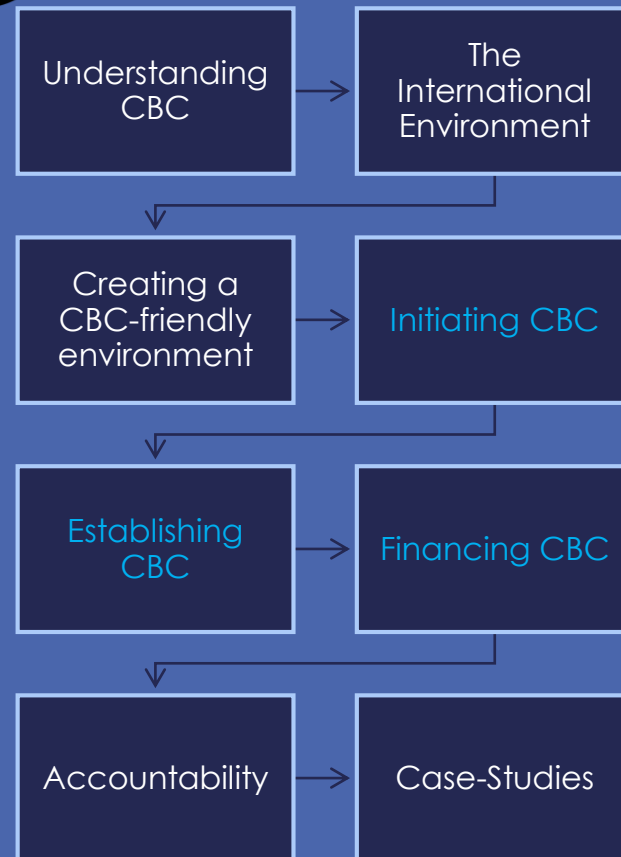 Understanding
CBC
The
International
Environment
Creating a
CBC-friendly
environment
Initiating CBC
Establishing
CBC
Financing CBC
Accountability
Case-Studies